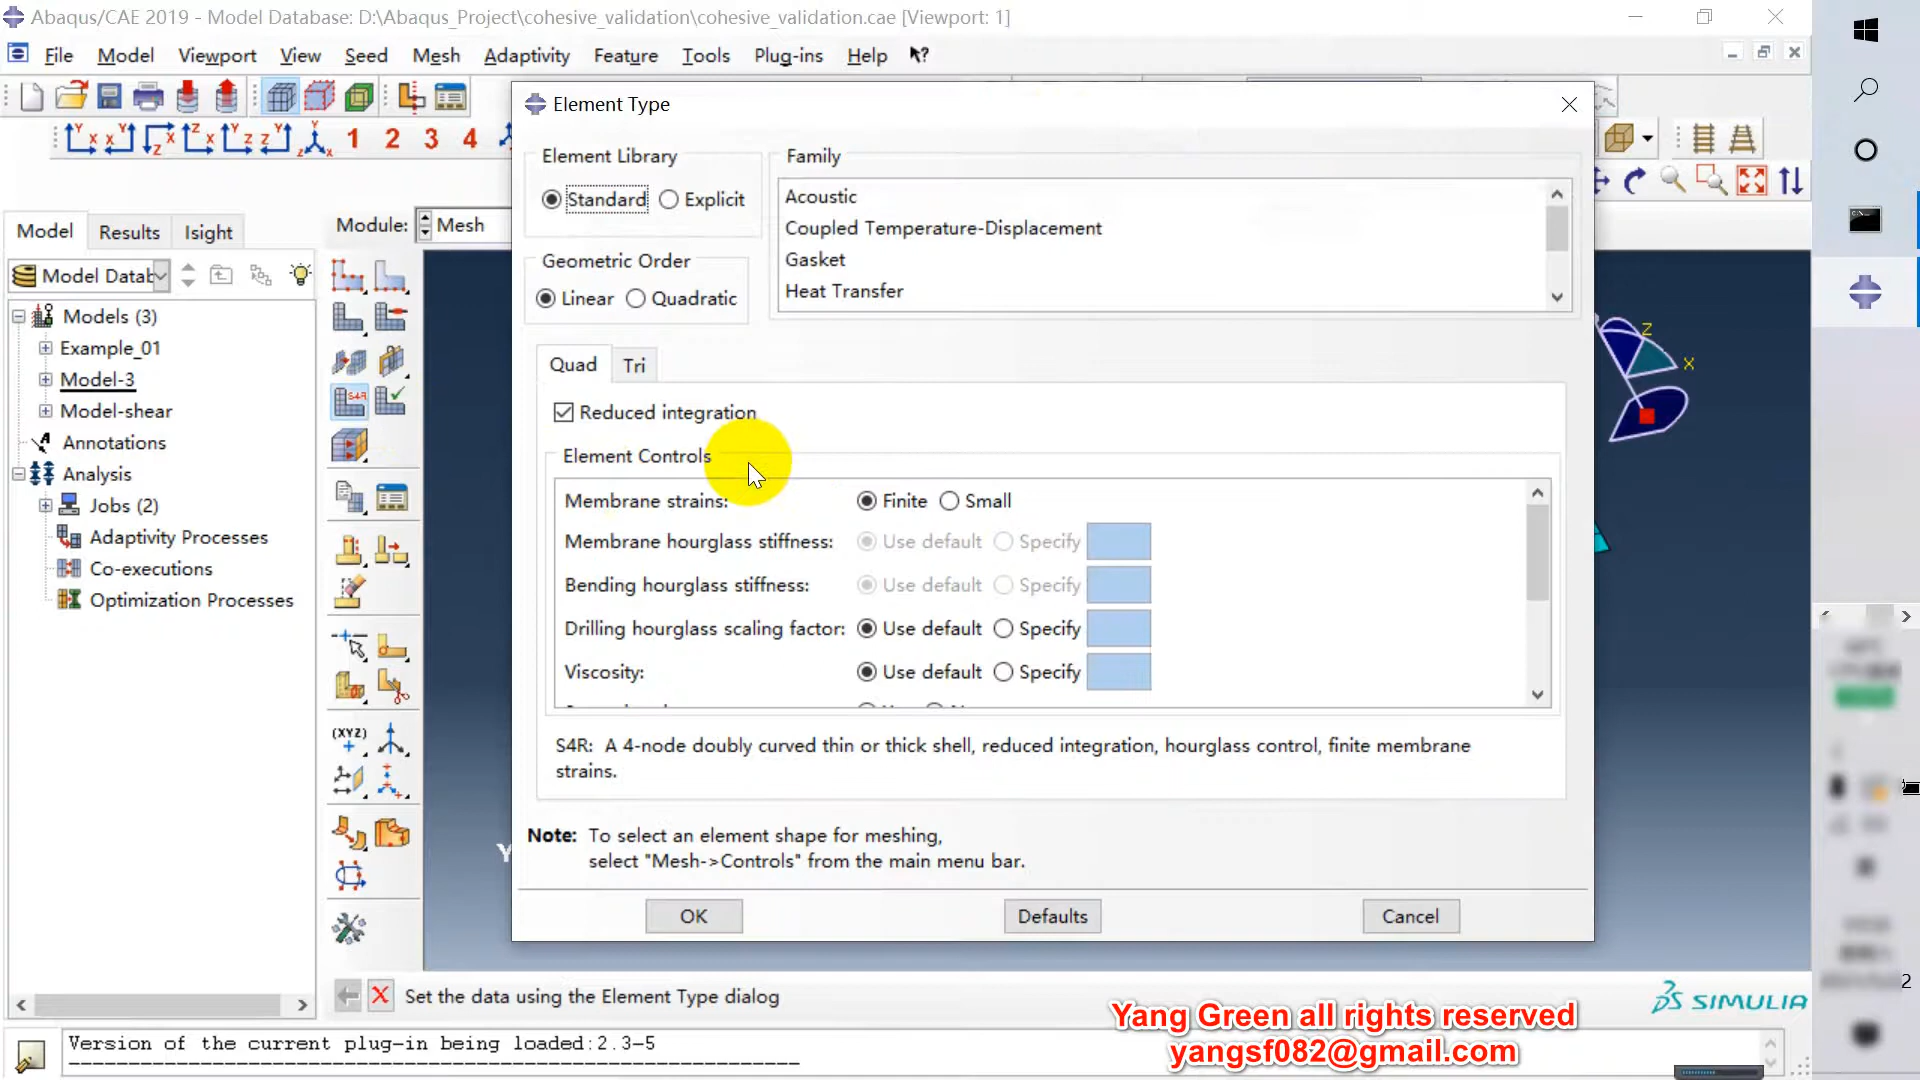 Abaqus/CAE 2019 - Model Database: D:\Abaqus_Project\cohesive_validation\cohesive_validation.cae [Viewport: 1]
File Model Viewport View Seed Mesh Adaptivity Feature Tools Plug-ins Help
1 2 3 4
Element Type
Element Library
Standard Explicit
Geometric Order
Linear Quadratic
Family
Acoustic
Coupled Temperature-Displacement
Gasket
Heat Transfer
Model Results Isight
Module: Mesh
Model Datab
Models (3)
Example_01
Model-3
Model-shear
Annotations
Analysis
Jobs (2)
Adaptivity Processes
Co-executions
Optimization Processes
S4R
(XYZ)
Quad Tri
Reduced integration
Element Controls
Membrane strains: Finite Small
Membrane hourglass stiffness: Use default Specify
Bending hourglass stiffness: Use default Specify
Drilling hourglass scaling factor: Use default Specify
Viscosity: Use default Specify
S4R: A 4-node doubly curved thin or thick shell, reduced integration, hourglass control, finite membrane
strains.
Note: To select an element shape for meshing,
select "Mesh->Controls" from the main menu bar.
OK Defaults Cancel
Z
X
Y
Set the data using the Element Type dialog
SIMULIA
Version of the current plug-in being loaded:2.3-5
Yang Green all rights reserved
yangsf082@gmail.com